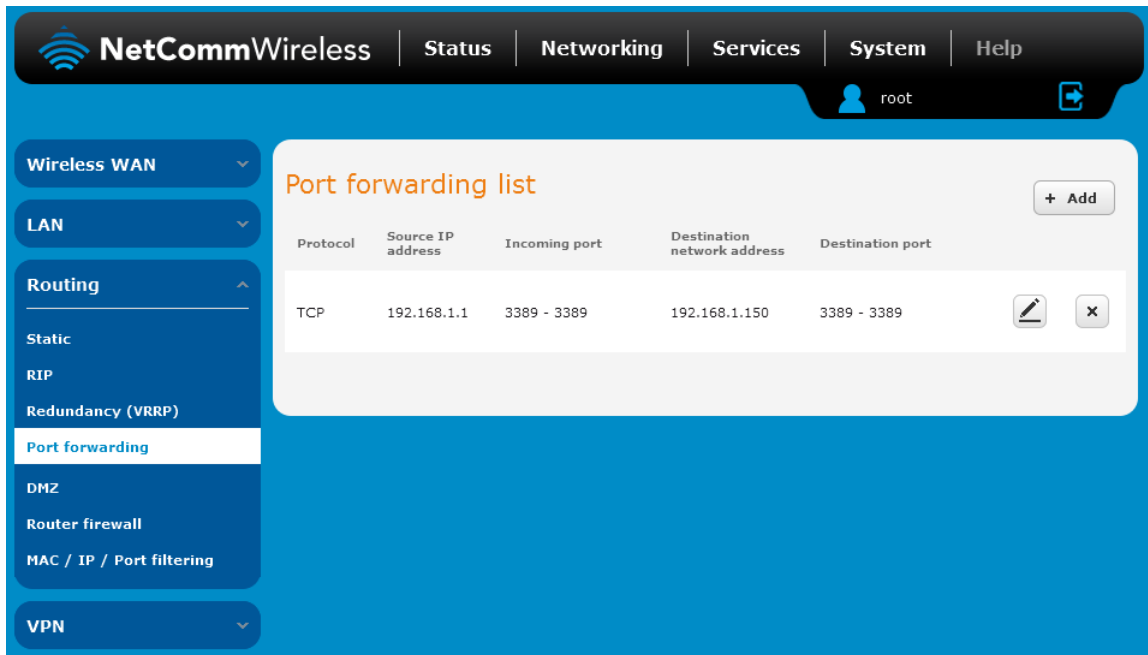 NetCommWireless Status Networking Services System Help
root
Wireless WAN
LAN
Routing
Static
RIP
Redundancy (VRRP)
Port forwarding
DMZ
Router firewall
MAC / IP / Port filtering
VPN
Port forwarding list
+ Add
Protocol Source IP address Incoming port Destination network address Destination port
TCP 192.168.1.1 3389 - 3389 192.168.1.150 3389 - 3389